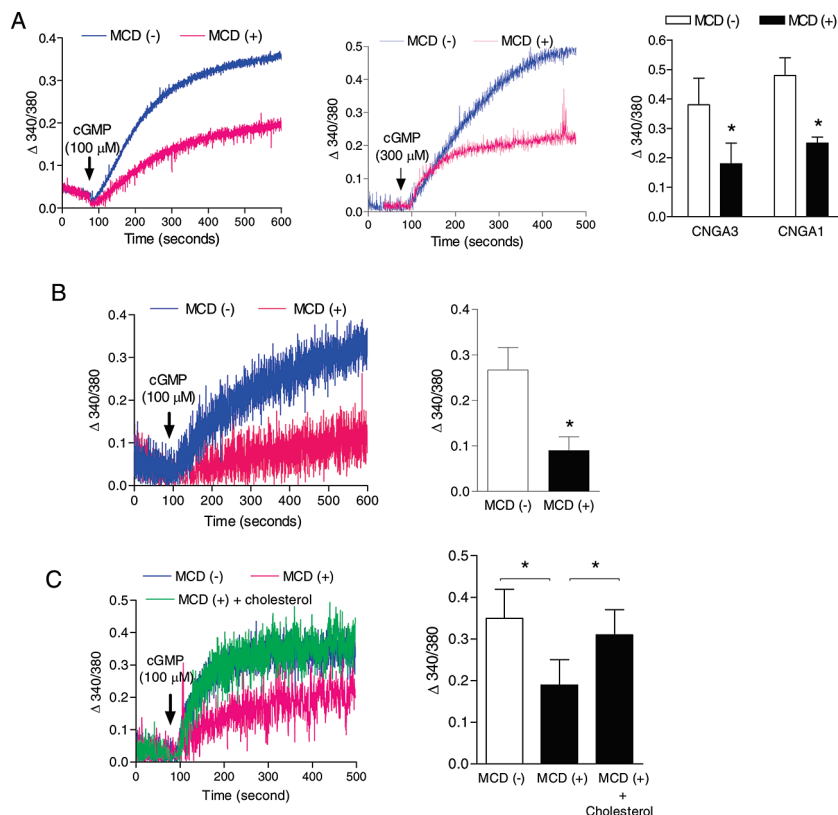 A
MCD (-) MCD (+)
Δ 340/380
0.4
0.3
0.2
0.1
0.0
cGMP
(100 μM)
0 100 200 300 400 500 600
Time (seconds)
MCD (-) MCD (+)
Δ 340/380
0.5
0.4
0.3
0.2
0.1
0.0
cGMP
(300 μM)
0 100 200 300 400 500
Time (seconds)
MCD (-) MCD (+)
Δ 340/380
0.6
0.5
0.4
0.3
0.2
0.1
0.0
* *
CNGA3 CNGA1
B
MCD (-) MCD (+)
Δ 340/380
0.4
0.3
0.2
0.1
0.0
cGMP
(100 μM)
0 100 200 300 400 500 600
Time (seconds)
Δ 340/380
0.4
0.3
0.2
0.1
0.0
*
MCD (-) MCD (+)
C
MCD (-) MCD (+)
MCD (+) + cholesterol
Δ 340/380
0.5
0.4
0.3
0.2
0.1
0.0
cGMP
(100 μM)
0 100 200 300 400 500
Time (second)
Δ 340/380
0.5
0.4
0.3
0.2
0.1
0.0
* *
MCD (-) MCD (+) MCD (+)
+
Cholesterol